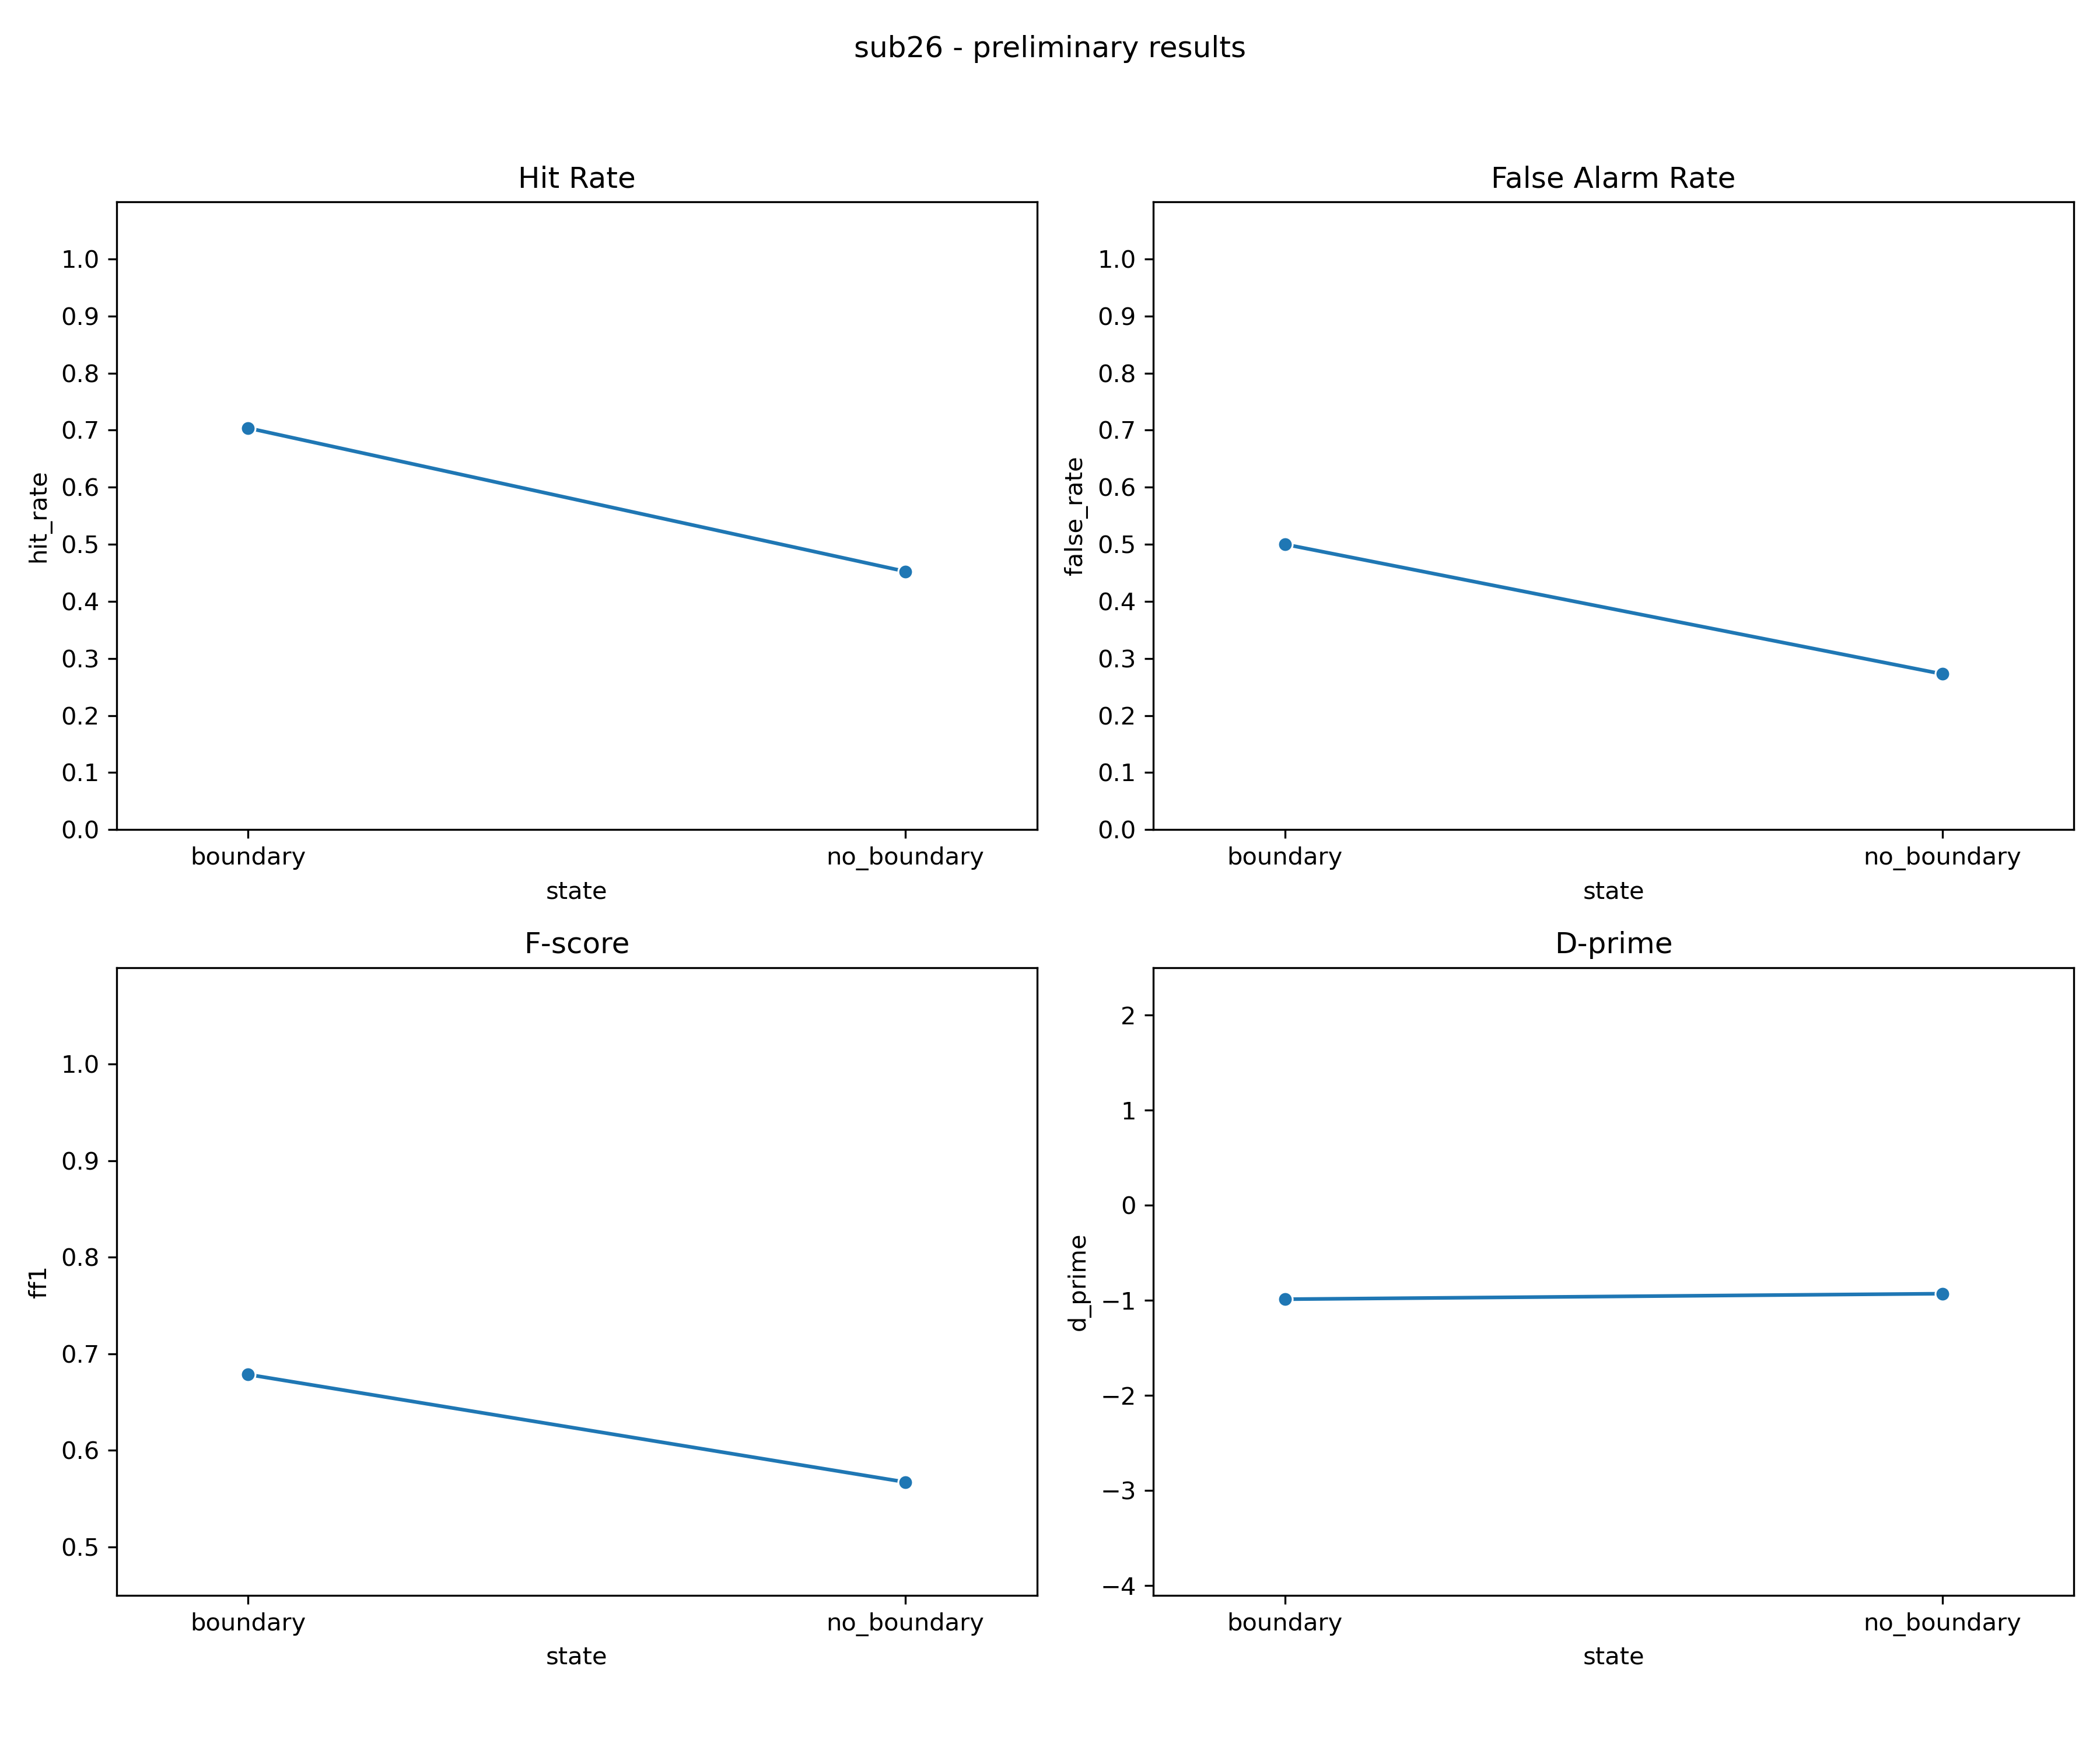 sub26 - preliminary results
Hit Rate
1.0
0.9
0.8
0.7
0.6
0.5
0.4
0.3
0.2
0.1
0.0
hit_rate
boundary no_boundary
state
False Alarm Rate
1.0
0.9
0.8
0.7
0.6
0.5
0.4
0.3
0.2
0.1
0.0
false_rate
boundary no_boundary
state
F-score
1.0
0.9
0.8
0.7
0.6
0.5
ff1
boundary no_boundary
state
D-prime
2
1
0
−1
−2
−3
−4
d_prime
boundary no_boundary
state